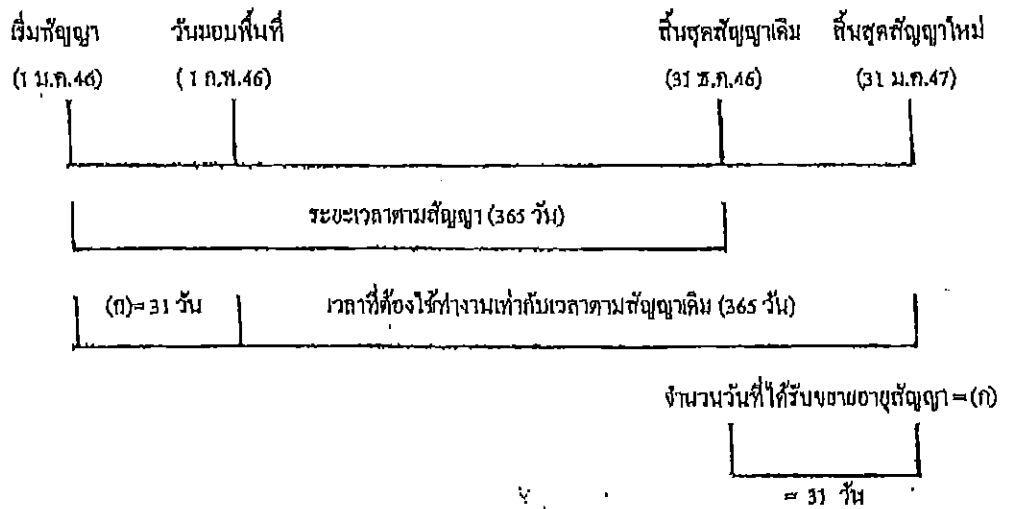 เริ่มสัญญา วันมอบพื้นที่ สิ้นสุดสัญญาเดิม สิ้นสุดสัญญาใหม่
(1 ม.ค.46) (1 ก.พ.46) (31 ธ.ค.46) (31 ม.ค.47)
ระยะเวลาตามสัญญา (365 วัน)
(ก)= 31 วัน เวลาที่ต้องใช้ทำงานเท่ากับเวลาตามสัญญาเดิม (365 วัน)
จำนวนวันที่ได้รับขยายอายุสัญญา = (ก)
= 31 วัน